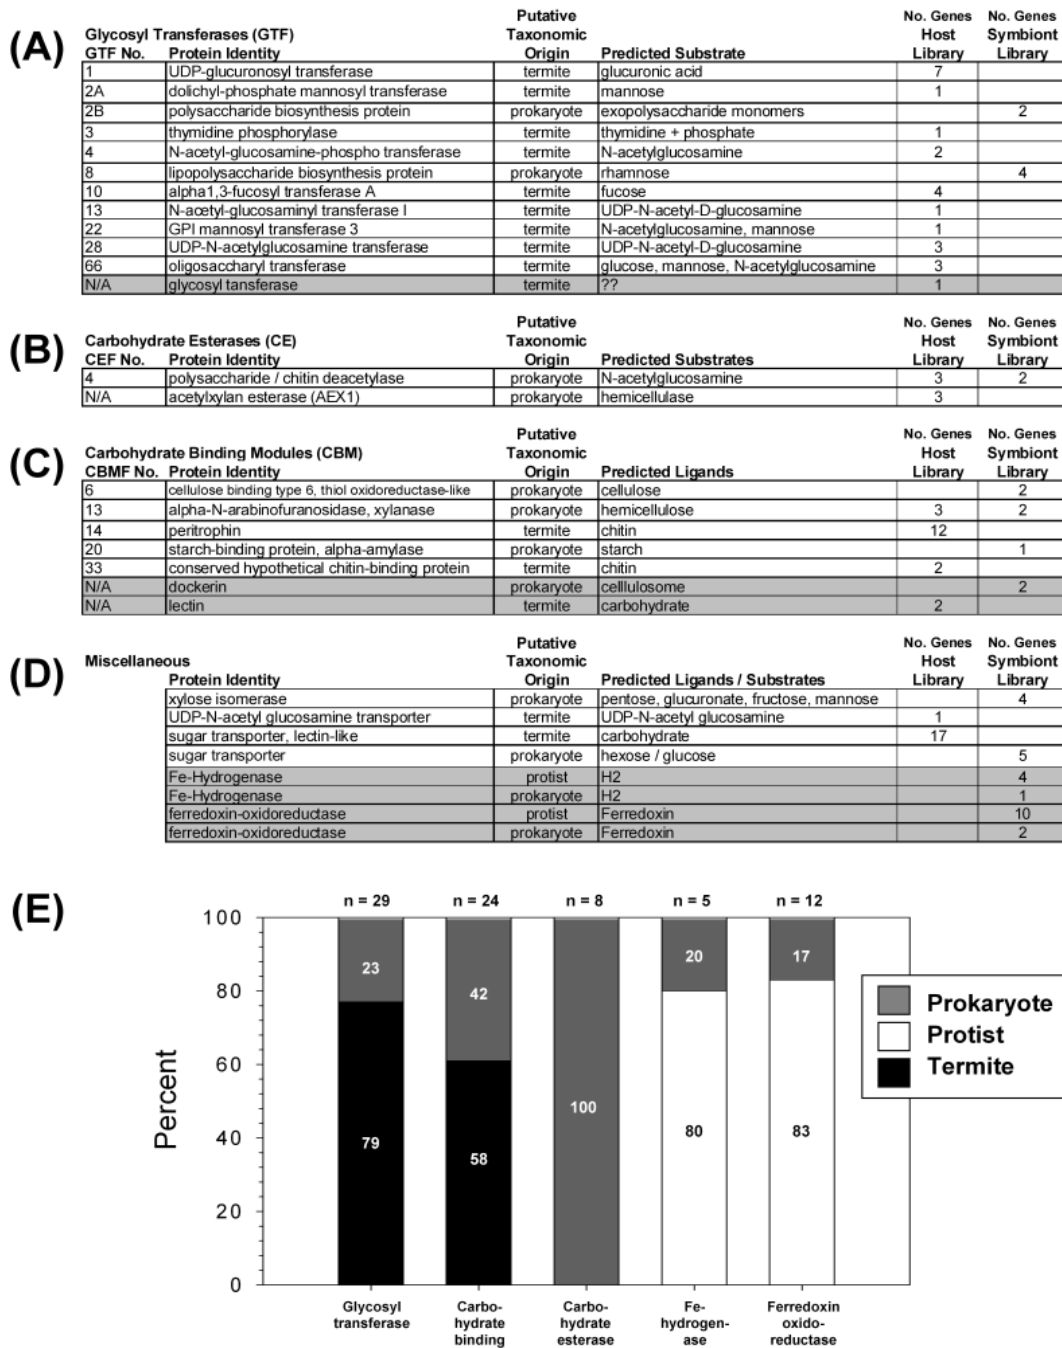 (A)
Glycosyl Transferases (GTF) Putative Taxonomic Origin No. Genes Host Library No. Genes Symbiont Library
GTF No. Protein Identity Predicted Substrate
1 UDP-glucuronosyl transferase termite glucuronic acid 7
2A dolichyl-phosphate mannosyl transferase termite mannose 1
2B polysaccharide biosynthesis protein prokaryote exopolysaccharide monomers 2
3 thymidine phosphorylase termite thymidine + phosphate 1
4 N-acetyl-glucosamine-phospho transferase termite N-acetylglucosamine 2
8 lipopolysaccharide biosynthesis protein prokaryote rhamnose 4
10 alpha1,3-fucosyl transferase A termite fucose 4
13 N-acetyl-glucosaminyl transferase I termite UDP-N-acetyl-D-glucosamine 1
22 GPI mannosyl transferase 3 termite N-acetylglucosamine, mannose 1
28 UDP-N-acetylglucosamine transferase termite UDP-N-acetyl-D-glucosamine 3
66 oligosaccharyl transferase termite glucose, mannose, N-acetylglucosamine 3
N/A glycosyl tansferase termite ?? 1
(B)
Carbohydrate Esterases (CE) Putative Taxonomic Origin No. Genes Host Library No. Genes Symbiont Library
CEF No. Protein Identity Predicted Substrates
4 polysaccharide / chitin deacetylase prokaryote N-acetylglucosamine 3 2
N/A acetylxylan esterase (AEX1) prokaryote hemicellulase 3
(C)
Carbohydrate Binding Modules (CBM) Putative Taxonomic Origin No. Genes Host Library No. Genes Symbiont Library
CBMF No. Protein Identity Predicted Ligands
6 cellulose binding type 6, thiol oxidoreductase-like prokaryote cellulose 2
13 alpha-N-arabinofuranosidase, xylanase prokaryote hemicellulose 3 2
14 peritrophin termite chitin 12
20 starch-binding protein, alpha-amylase prokaryote starch 1
33 conserved hypothetical chitin-binding protein termite chitin 2
N/A dockerin prokaryote celllulosome 2
N/A lectin termite carbohydrate 2
(D)
Miscellaneous Putative Taxonomic Origin No. Genes Host Library No. Genes Symbiont Library
Protein Identity Predicted Ligands / Substrates
xylose isomerase prokaryote pentose, glucuronate, fructose, mannose 4
UDP-N-acetyl glucosamine transporter termite UDP-N-acetyl glucosamine 1
sugar transporter, lectin-like termite carbohydrate 17
sugar transporter prokaryote hexose / glucose 5
Fe-Hydrogenase protist H2 4
Fe-Hydrogenase prokaryote H2 1
ferredoxin-oxidoreductase protist Ferredoxin 10
ferredoxin-oxidoreductase prokaryote Ferredoxin 2
(E)
n = 29 n = 24 n = 8 n = 5 n = 12
100
80
60
40
20
0
Percent
23 42 100 20 17
79 58 80 83
Prokaryote
Protist
Termite
Glycosyl transferase
Carbo-hydrate binding
Carbo-hydrate esterase
Fe-hydrogen-ase
Ferredoxin oxido-reductase